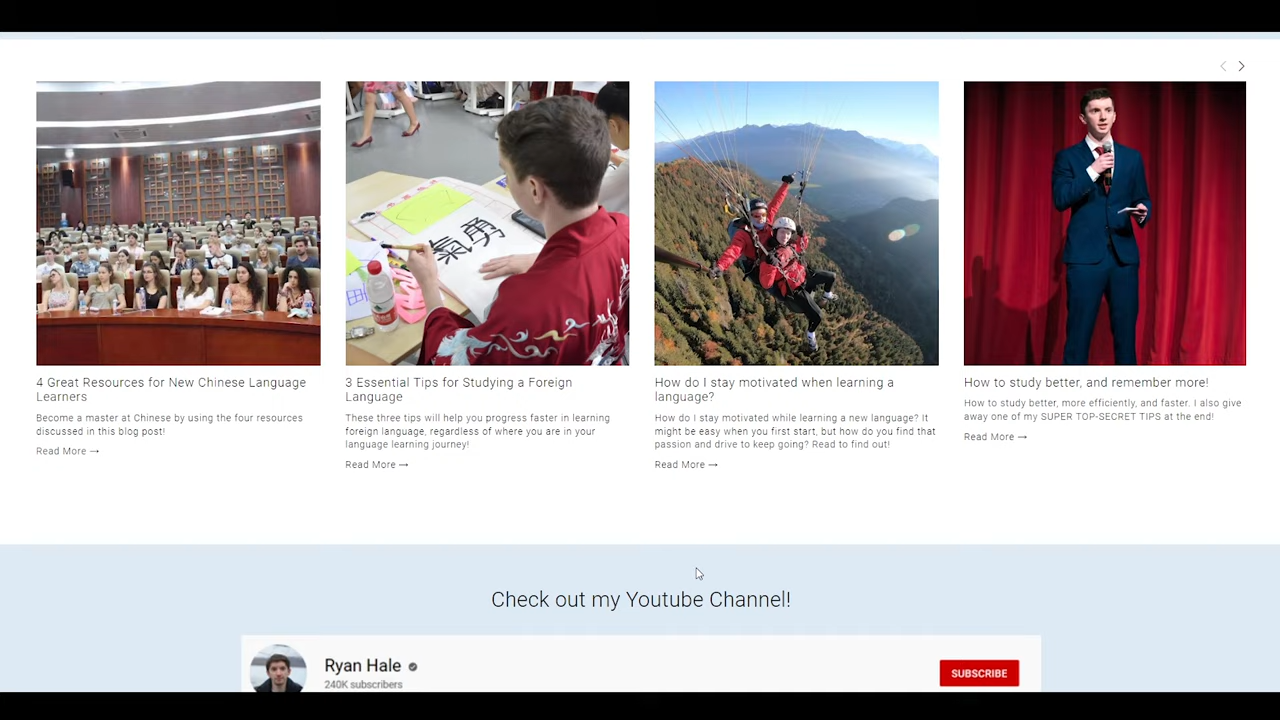 氣勇
4 Great Resources for New Chinese Language
Learners
Become a master at Chinese by using the four resources
discussed in this blog post!
Read More →
3 Essential Tips for Studying a Foreign
Language
These three tips will help you progress faster in learning
foreign language, regardless of where you are in your
language learning journey!
Read More →
How do I stay motivated when learning a
language?
How do I stay motivated while learning a new language? It
might be easy when you first start, but how do you find that
passion and drive to keep going? Read to find out!
Read More →
How to study better, and remember more!
How to study better, more efficiently, and faster. I also give
away one of my SUPER TOP-SECRET TIPS at the end!
Read More →
Check out my Youtube Channel!
Ryan Hale
240K subscribers
SUBSCRIBE